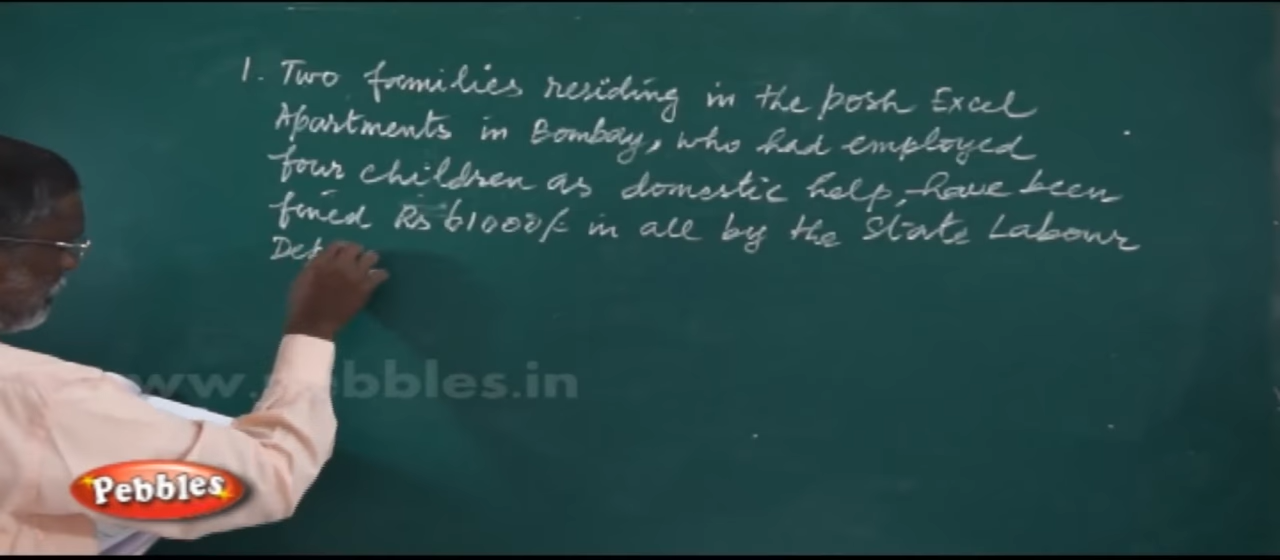 1. Two families residing in the posh Excel
Apartments in Bombay, who had employed
four children as domestic help, have been
fined Rs 61000/- in all by the State Labour
www.pebbles.in
Pebbles